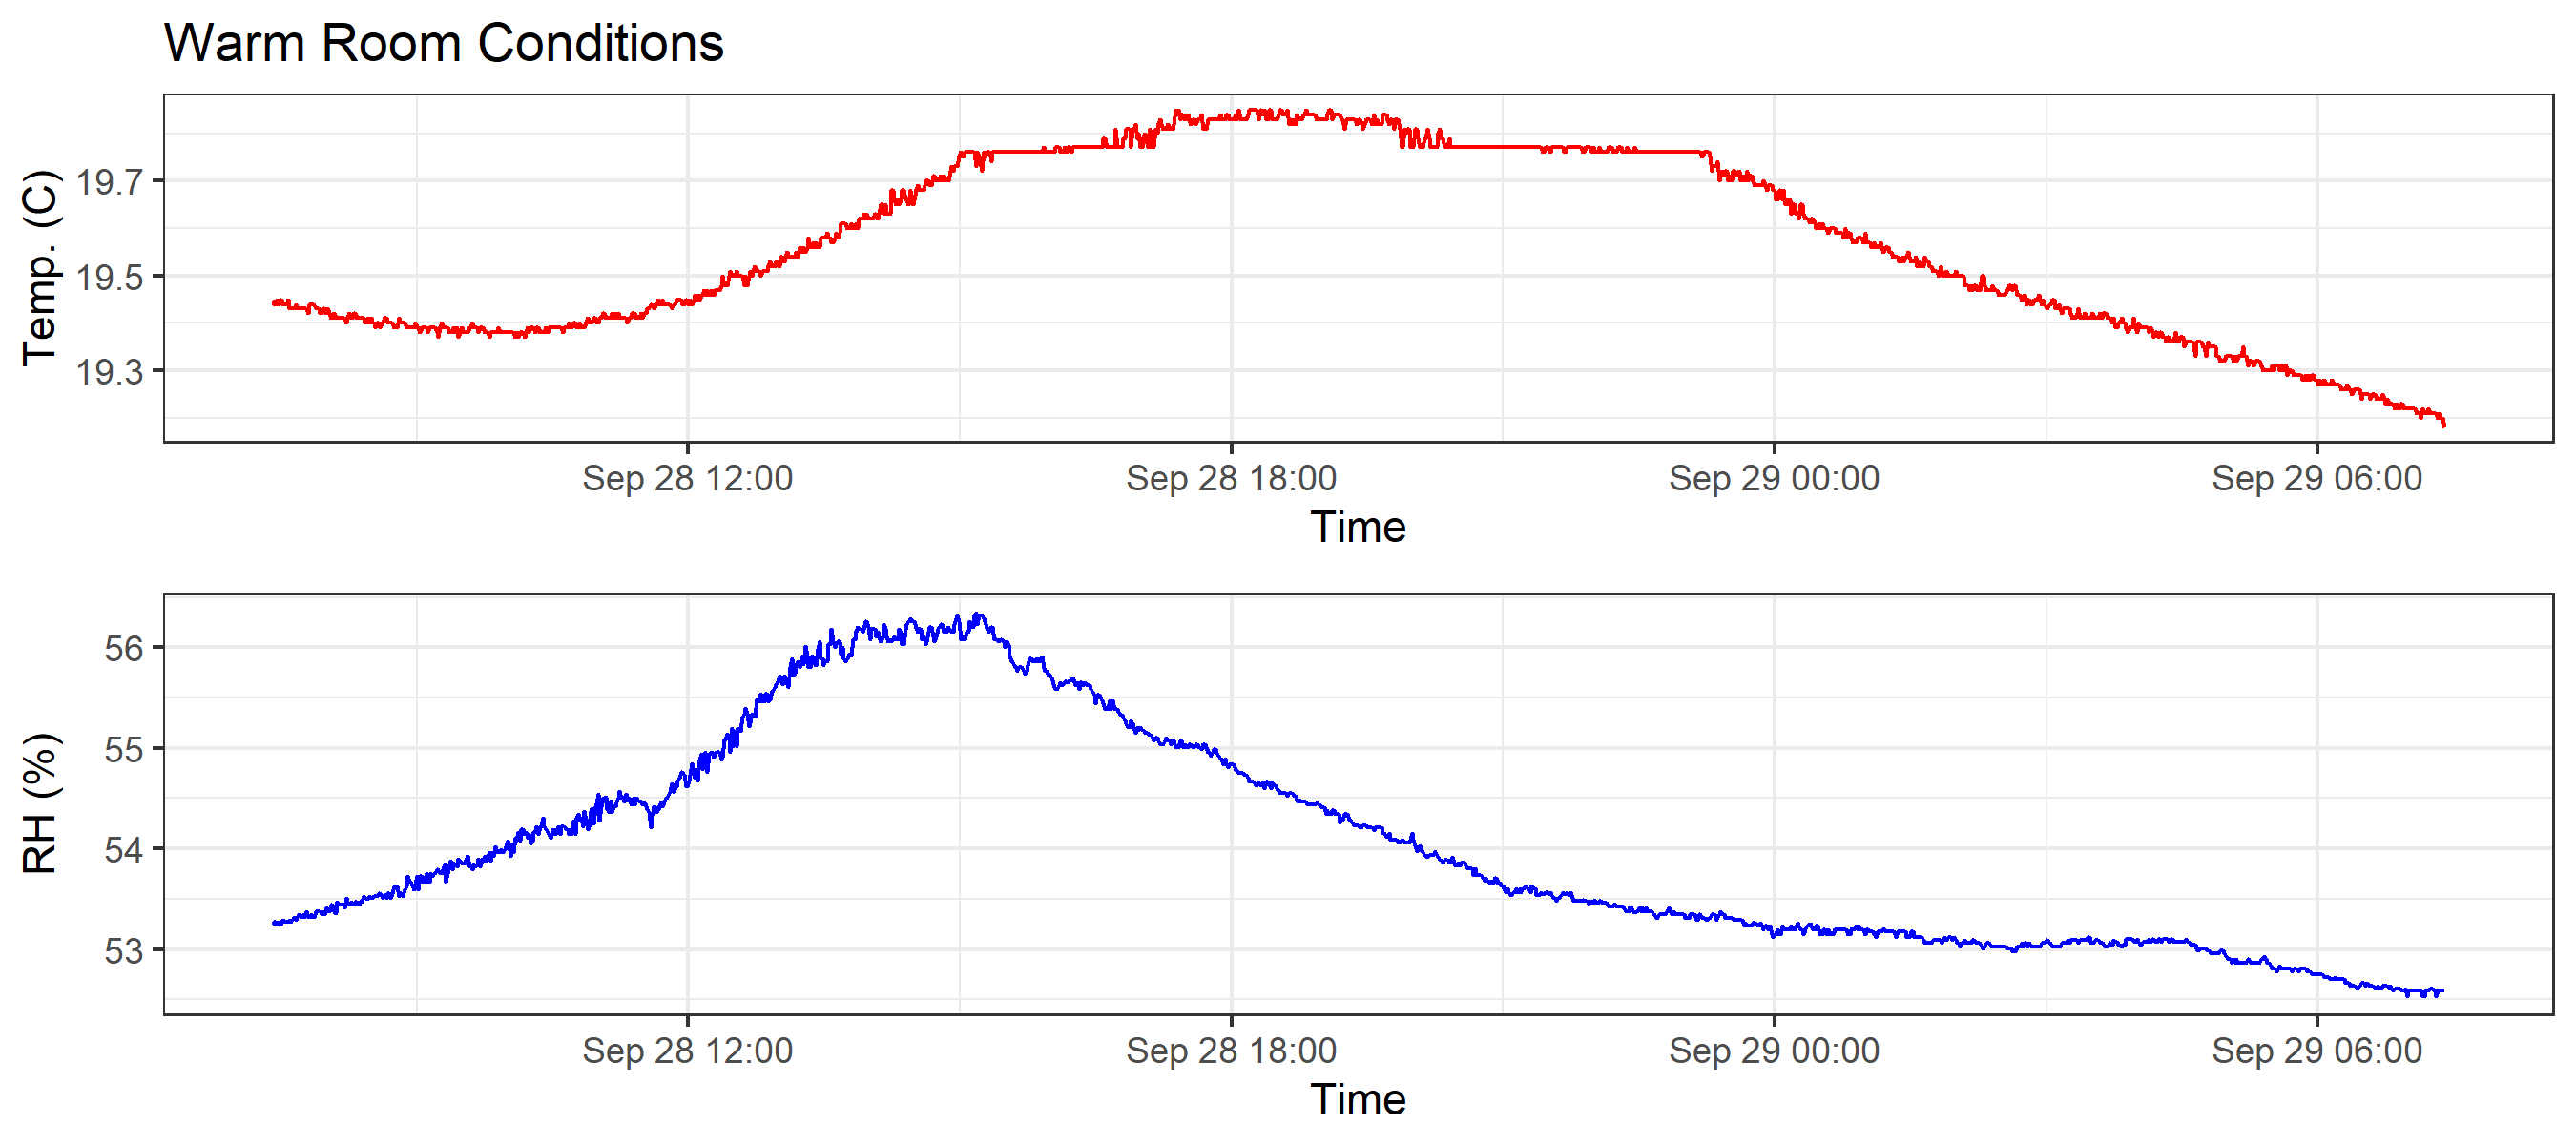 Warm Room Conditions
Temp. (C)
19.7
19.5
19.3
Sep 28 12:00 Sep 28 18:00 Sep 29 00:00 Sep 29 06:00
Time
RH (%)
56
55
54
53
Sep 28 12:00 Sep 28 18:00 Sep 29 00:00 Sep 29 06:00
Time